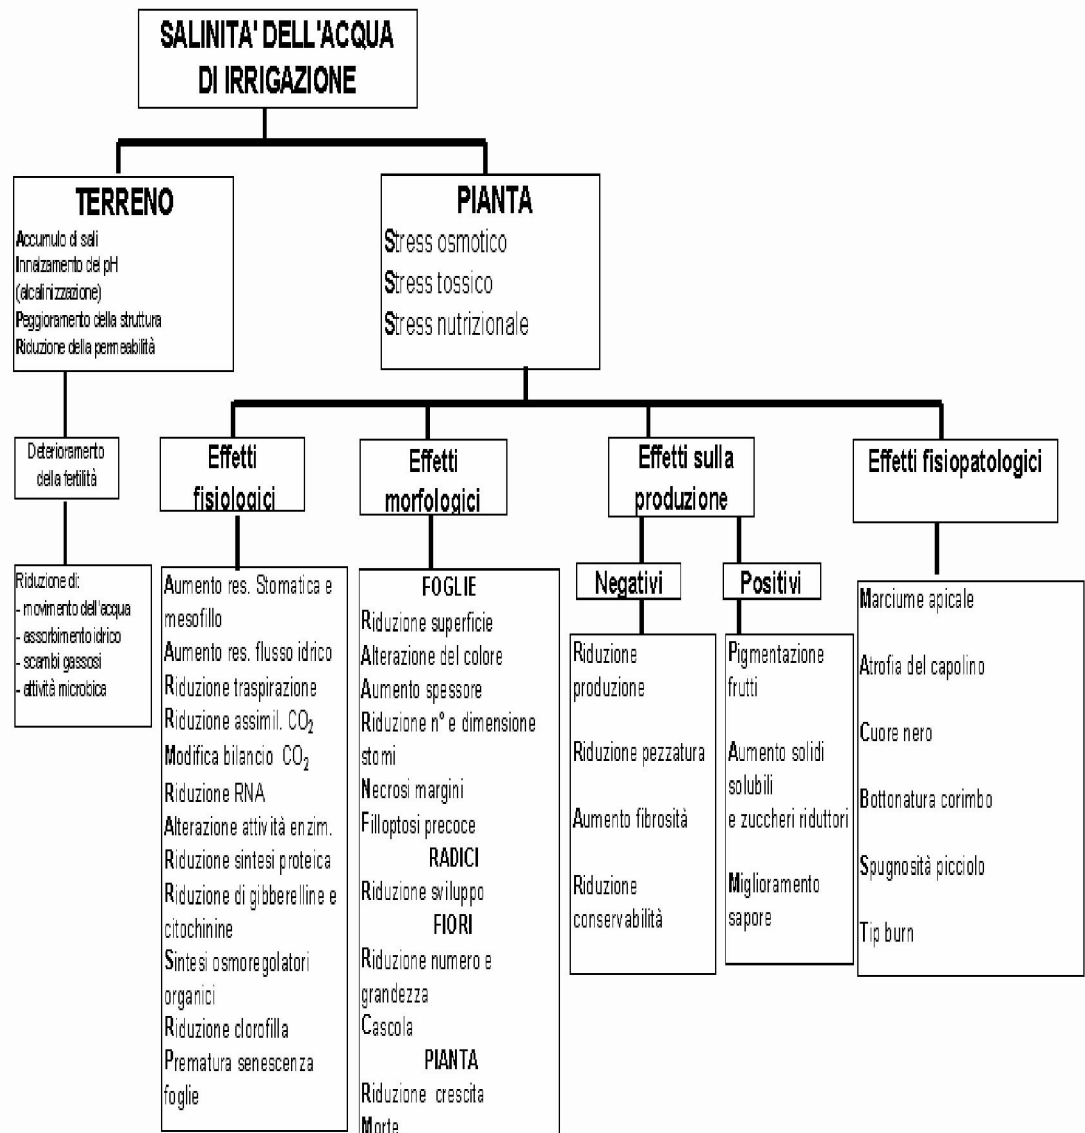 SALINITA' DELL'ACQUA
DI IRRIGAZIONE
TERRENO
Accumulo di sali
Innalzamento del pH
(alcalinizzazione)
Peggioramento della struttura
Riduzione della permeabilità
PIANTA
Stress osmotico
Stress tossico
Stress nutrizionale
Deterioramento
della fertilità
Riduzione di:
- movimento dell'acqua
- assorbimento idrico
- scambi gassosi
- attività microbica
Effetti
fisiologici
Aumento res. Stomatica e
mesofillo
Aumento res. flusso idrico
Riduzione traspirazione
Riduzione assimil. CO₂
Modifica bilancio CO₂
Riduzione RNA
Alterazione attività enzim.
Riduzione sintesi proteica
Riduzione di gibberelline e
citochinine
Sintesi osmoregolatori
organici
Riduzione clorofilla
Prematura senescenza
foglie
Effetti
morfologici
FOGLIE
Riduzione superficie
Alterazione del colore
Aumento spessore
Riduzione n° e dimensione
stomi
Necrosi margini
Filloptosi precoce
RADICI
Riduzione sviluppo
FIORI
Riduzione numero e
grandezza
Cascola
PIANTA
Riduzione crescita
Morte
Effetti sulla
produzione
Negativi
Riduzione
produzione
Riduzione pezzatura
Aumento fibrosità
Riduzione
conservabilità
Positivi
Pigmentazione
frutti
Aumento solidi
solubili
e zuccheri riduttori
Miglioramento
sapore
Effetti fisiopatologici
Marciume apicale
Atrofia del capolino
Cuore nero
Bottonatura corimbo
Spugnosità picciolo
Tip burn